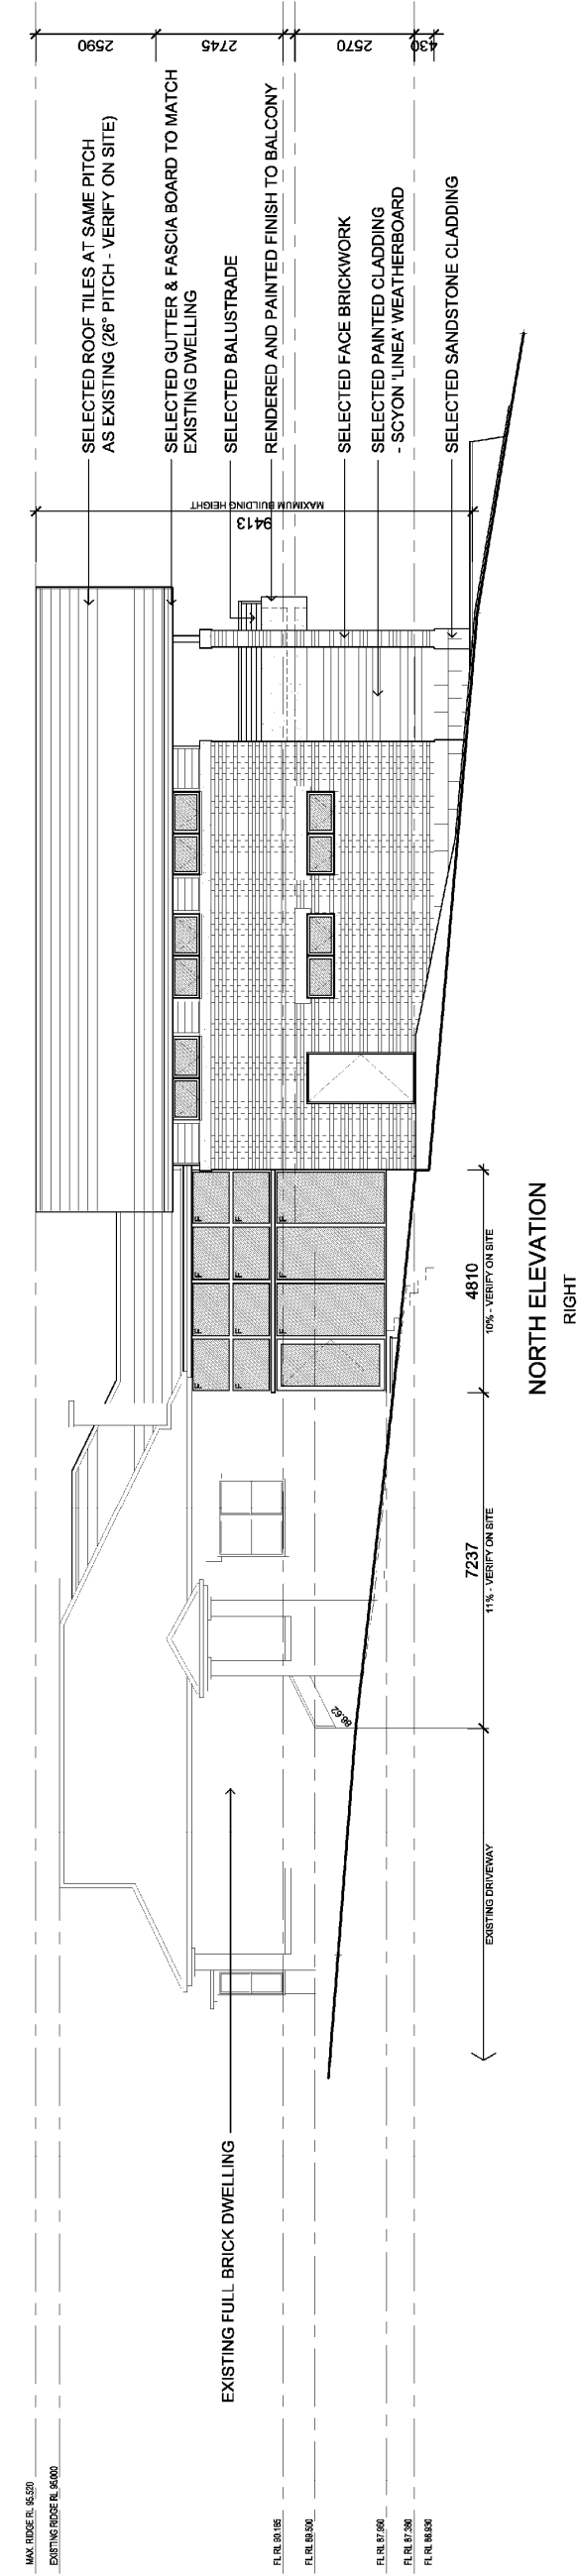 MAX. RIDGE RL 95.520
EXISTING RIDGE RL 95.000
FL RL 90.185
FL RL 89.500
FL RL 87.950
FL RL 87.380
FL RL 86.930
EXISTING FULL BRICK DWELLING
88.62
F
F
F
F
F
F
F
F
F
F
F
SELECTED ROOF TILES AT SAME PITCH
AS EXISTING (26° PITCH - VERIFY ON SITE)
SELECTED GUTTER & FASCIA BOARD TO MATCH
EXISTING DWELLING
SELECTED BALUSTRADE
RENDERED AND PAINTED FINISH TO BALCONY
SELECTED FACE BRICKWORK
SELECTED PAINTED CLADDING
- SCYON 'LINEA' WEATHERBOARD
SELECTED SANDSTONE CLADDING
2590
2745
2570
430
9413
MAXIMUM BUILDING HEIGHT
EXISTING DRIVEWAY
7237
11% - VERIFY ON SITE
4810
10% - VERIFY ON SITE
NORTH ELEVATION
RIGHT